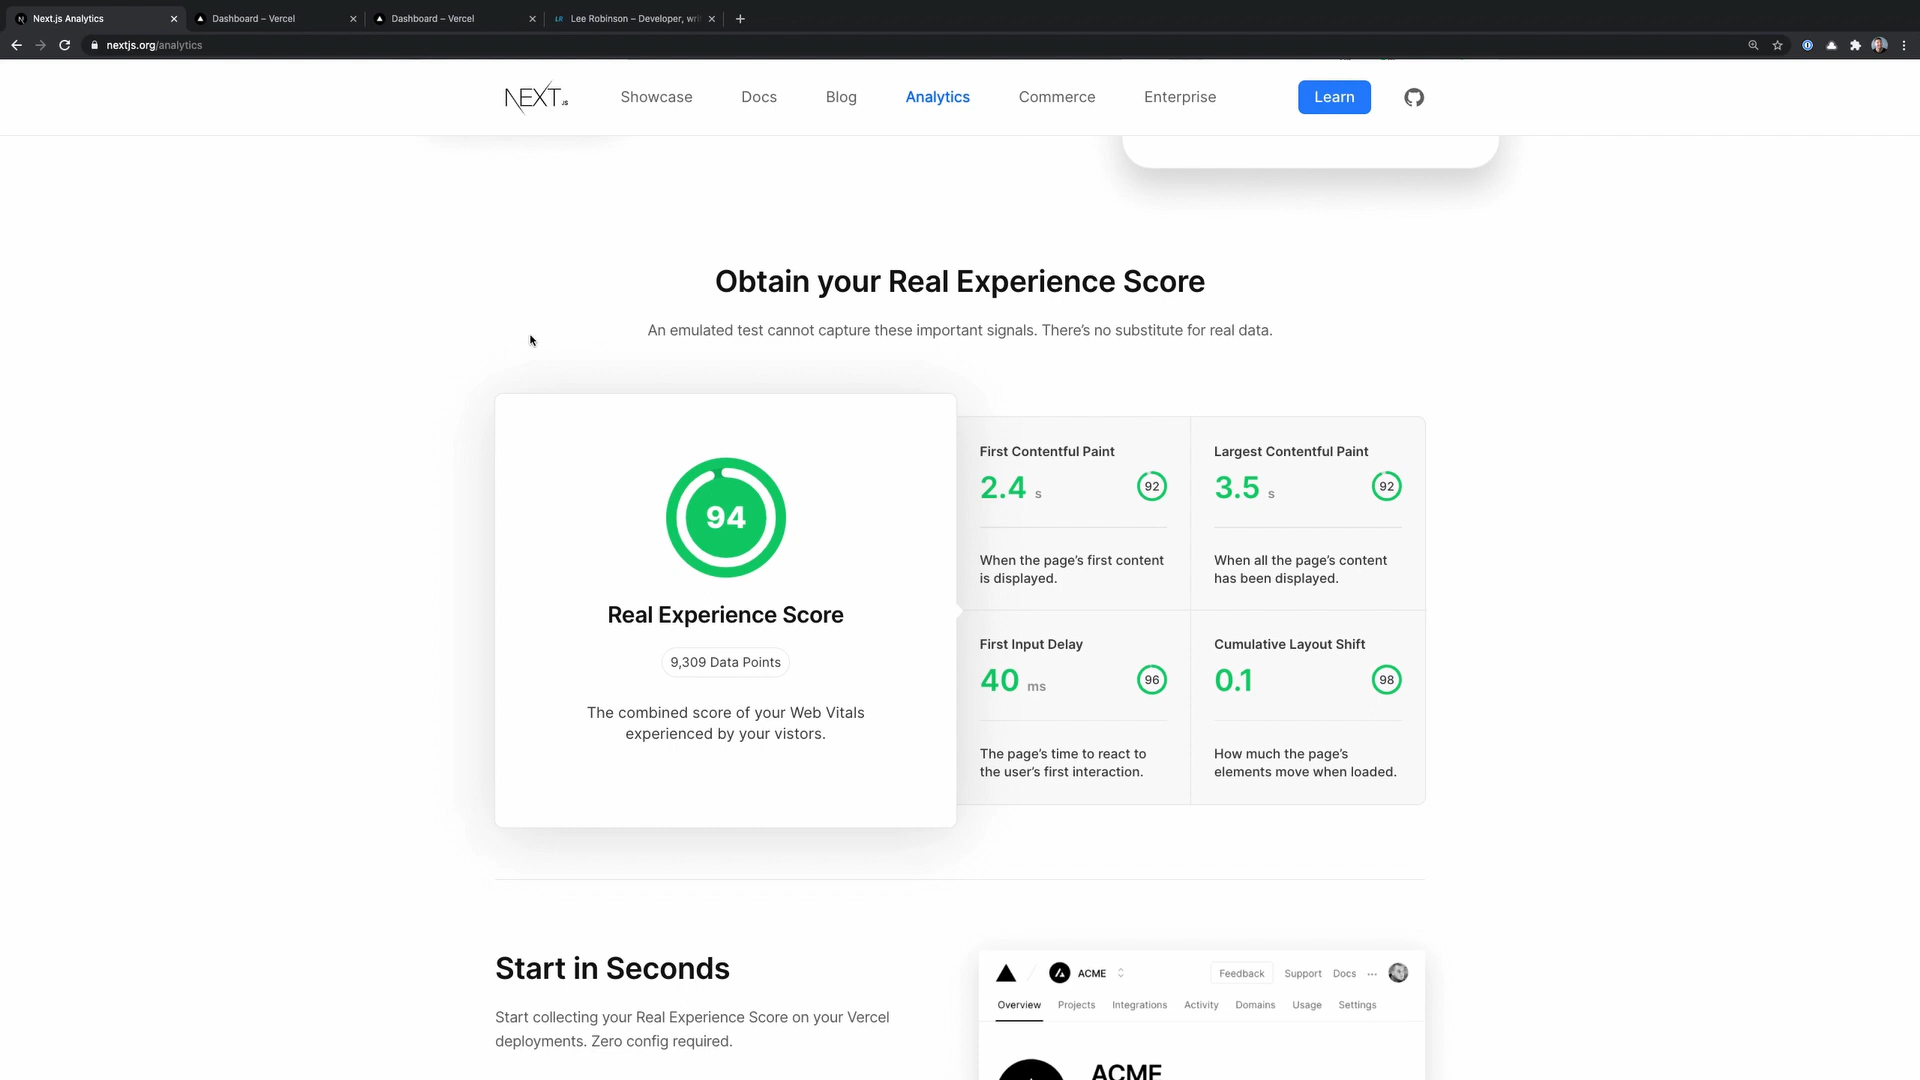 Next.js Analytics
Dashboard – Vercel
Dashboard – Vercel
LR Lee Robinson – Developer, wri
nextjs.org/analytics
NEXT.JS
Showcase
Docs
Blog
Analytics
Commerce
Enterprise
Learn
Obtain your Real Experience Score
An emulated test cannot capture these important signals. There’s no substitute for real data.
94
Real Experience Score
9,309 Data Points
The combined score of your Web Vitals
experienced by your vistors.
First Contentful Paint
2.4 s
92
When the page’s first content
is displayed.
Largest Contentful Paint
3.5 s
92
When all the page’s content
has been displayed.
First Input Delay
40 ms
96
The page’s time to react to
the user’s first interaction.
Cumulative Layout Shift
0.1
98
How much the page’s
elements move when loaded.
Start in Seconds
Start collecting your Real Experience Score on your Vercel
deployments. Zero config required.
ACME
Feedback
Support
Docs
Overview
Projects
Integrations
Activity
Domains
Usage
Settings
ACME